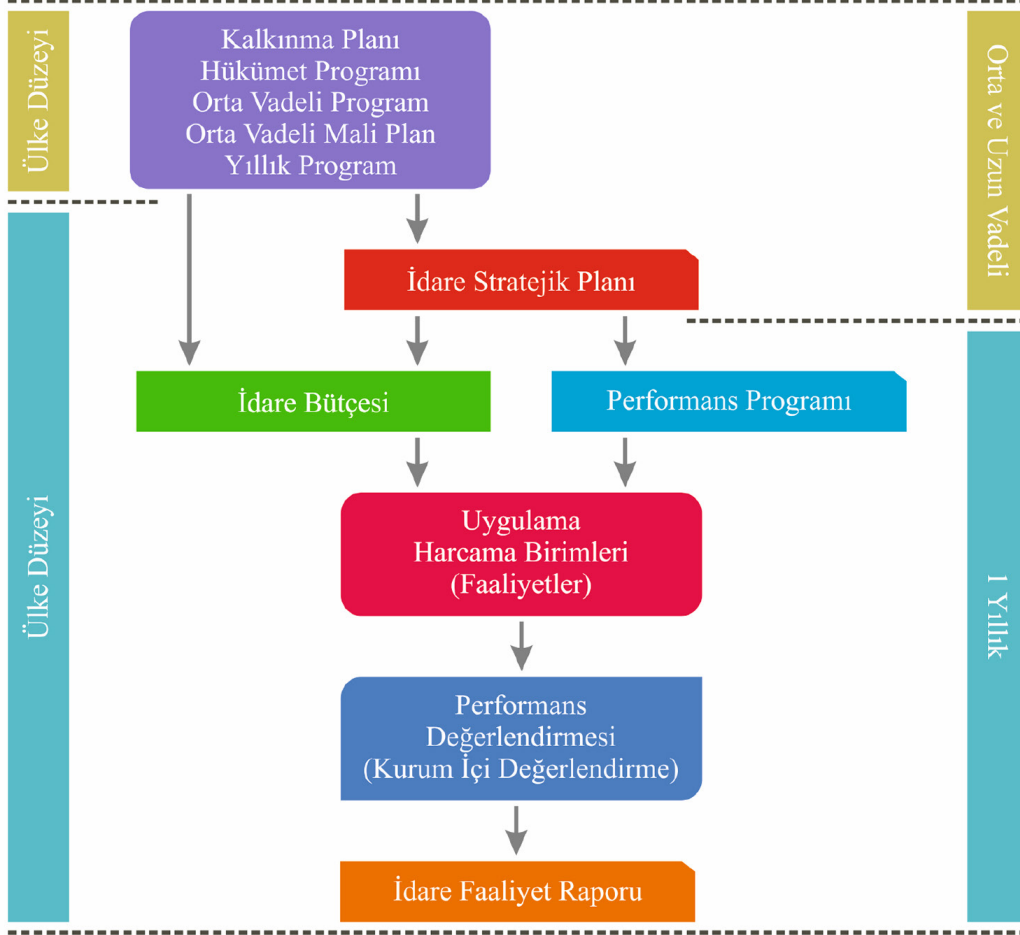 Ülke Düzeyi
Kalkınma Planı
Hükümet Programı
Orta Vadeli Program
Orta Vadeli Mali Plan
Yıllık Program
Orta ve Uzun Vadeli
İdare Stratejik Planı
İdare Bütçesi
Performans Programı
Ülke Düzeyi
Uygulama
Harcama Birimleri
(Faaliyetler)
1 Yıllık
Performans
Değerlendirmesi
(Kurum İçi Değerlendirme)
İdare Faaliyet Raporu